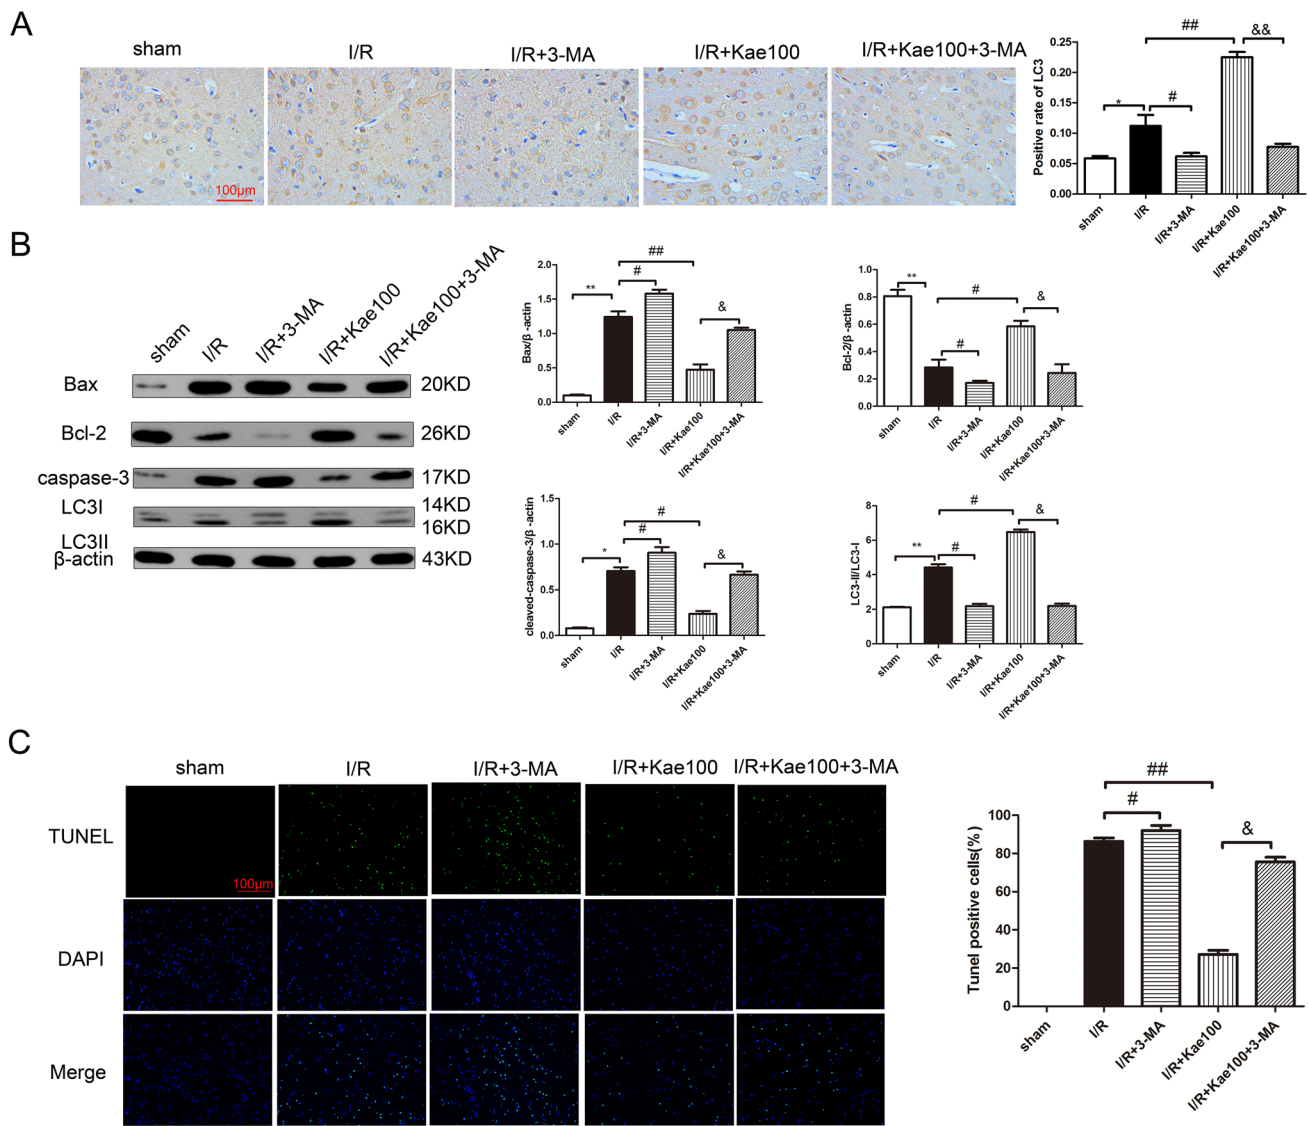 A
sham
I/R
I/R+3-MA
I/R+Kae100
I/R+Kae100+3-MA
100μm
Positive rate of LC3
0.25
0.20
0.15
0.10
0.05
0.00
*
#
##
&&
sham
I/R
I/R+3-MA
I/R+Kae100
I/R+Kae100+3-MA
B
sham
I/R
I/R+3-MA
I/R+Kae100
I/R+Kae100+3-MA
Bax
20KD
Bcl-2
26KD
caspase-3
17KD
LC3I
14KD
16KD
LC3II
β-actin
43KD
Bax/β -actin
2.0
1.5
1.0
0.5
0.0
**
#
##
&
sham
I/R
I/R+3-MA
I/R+Kae100
I/R+Kae100+3-MA
Bcl-2/β -actin
1.0
0.8
0.6
0.4
0.2
0.0
**
#
#
&
sham
I/R
I/R+3-MA
I/R+Kae100
I/R+Kae100+3-MA
cleaved-caspase-3/β -actin
1.5
1.0
0.5
0.0
*
#
#
&
sham
I/R
I/R+3-MA
I/R+Kae100
I/R+Kae100+3-MA
LC3-II/LC3-I
8
6
4
2
0
**
#
#
&
sham
I/R
I/R+3-MA
I/R+Kae100
I/R+Kae100+3-MA
C
sham
I/R
I/R+3-MA
I/R+Kae100
I/R+Kae100+3-MA
TUNEL
100μm
DAPI
Merge
Tunel positive cells(%)
100
80
60
40
20
0
##
#
&
sham
I/R
I/R+3-MA
I/R+Kae100
I/R+Kae100+3-MA